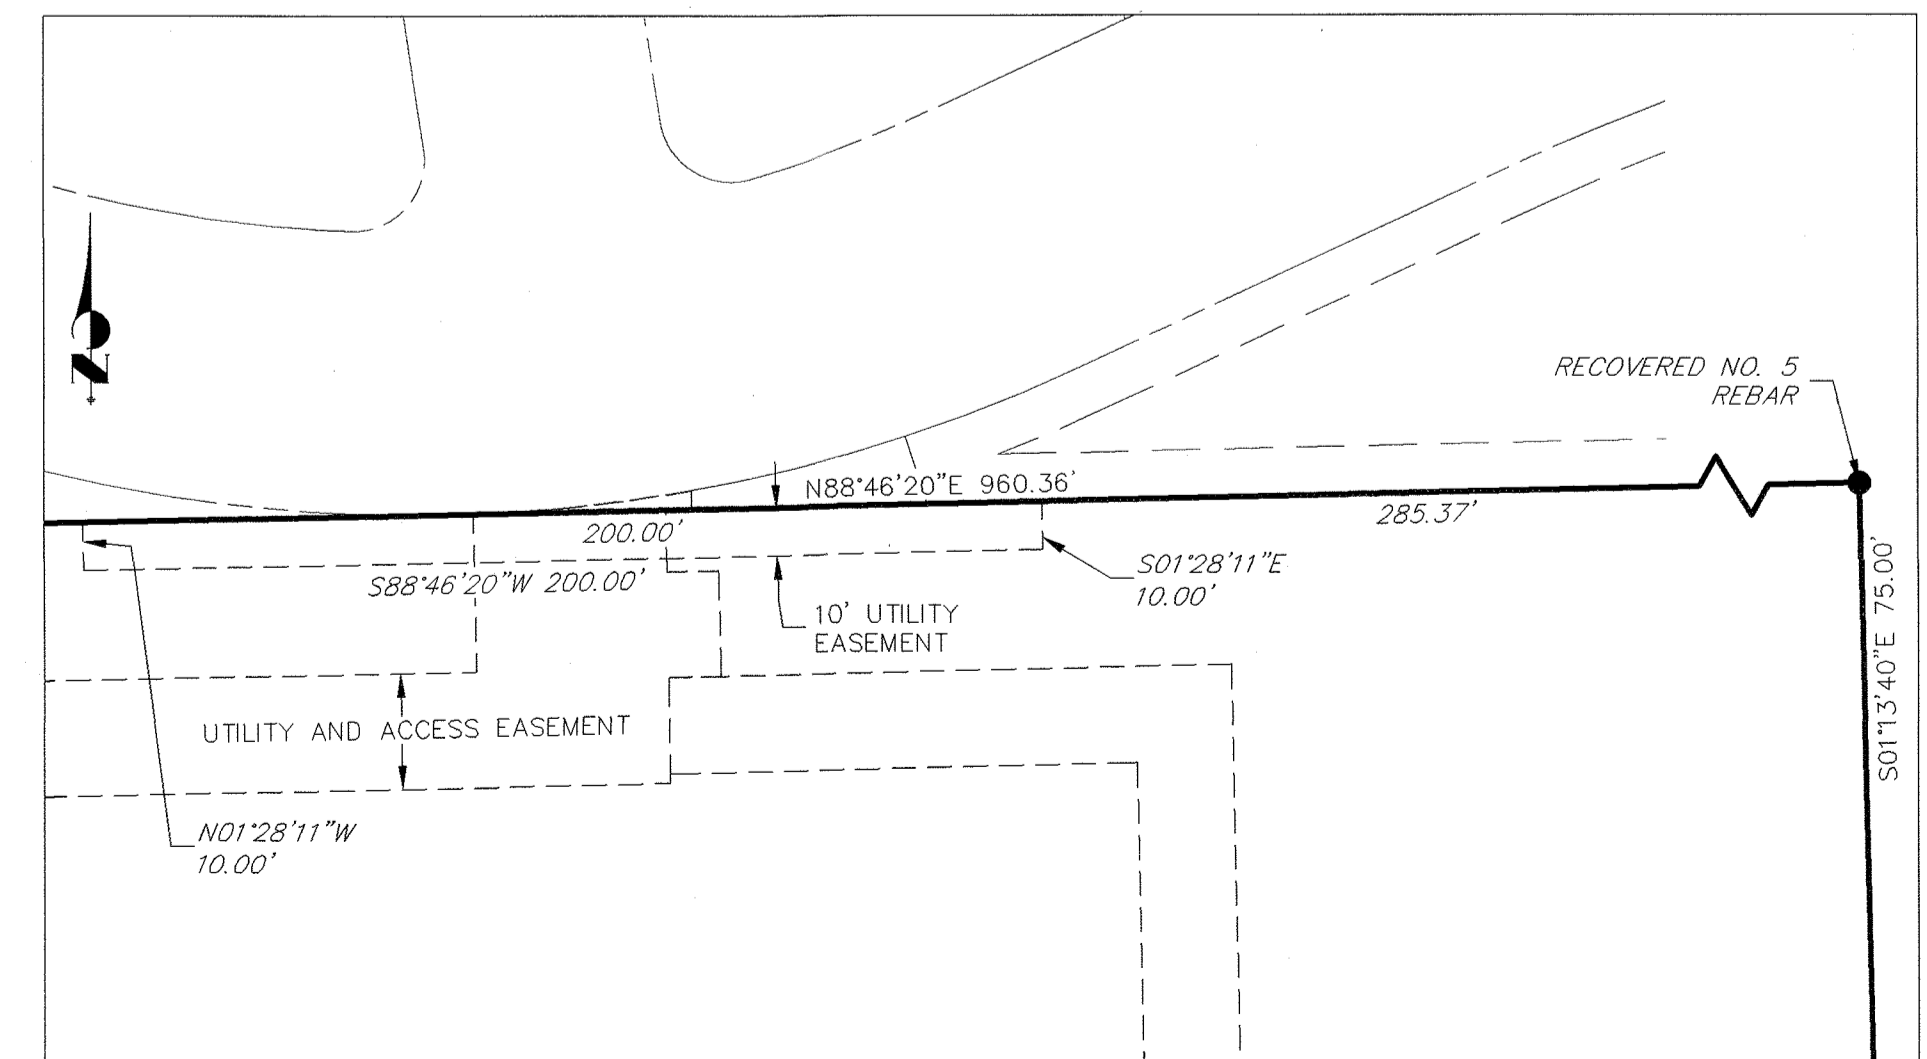 N
RECOVERED NO. 5
REBAR
N88°46'20"E 960.36'
200.00'
285.37'
S88°46'20"W 200.00'
S01°28'11"E
10.00'
10' UTILITY
EASEMENT
S01°13'40"E 75.00'
UTILITY AND ACCESS EASEMENT
N01°28'11"W
10.00'